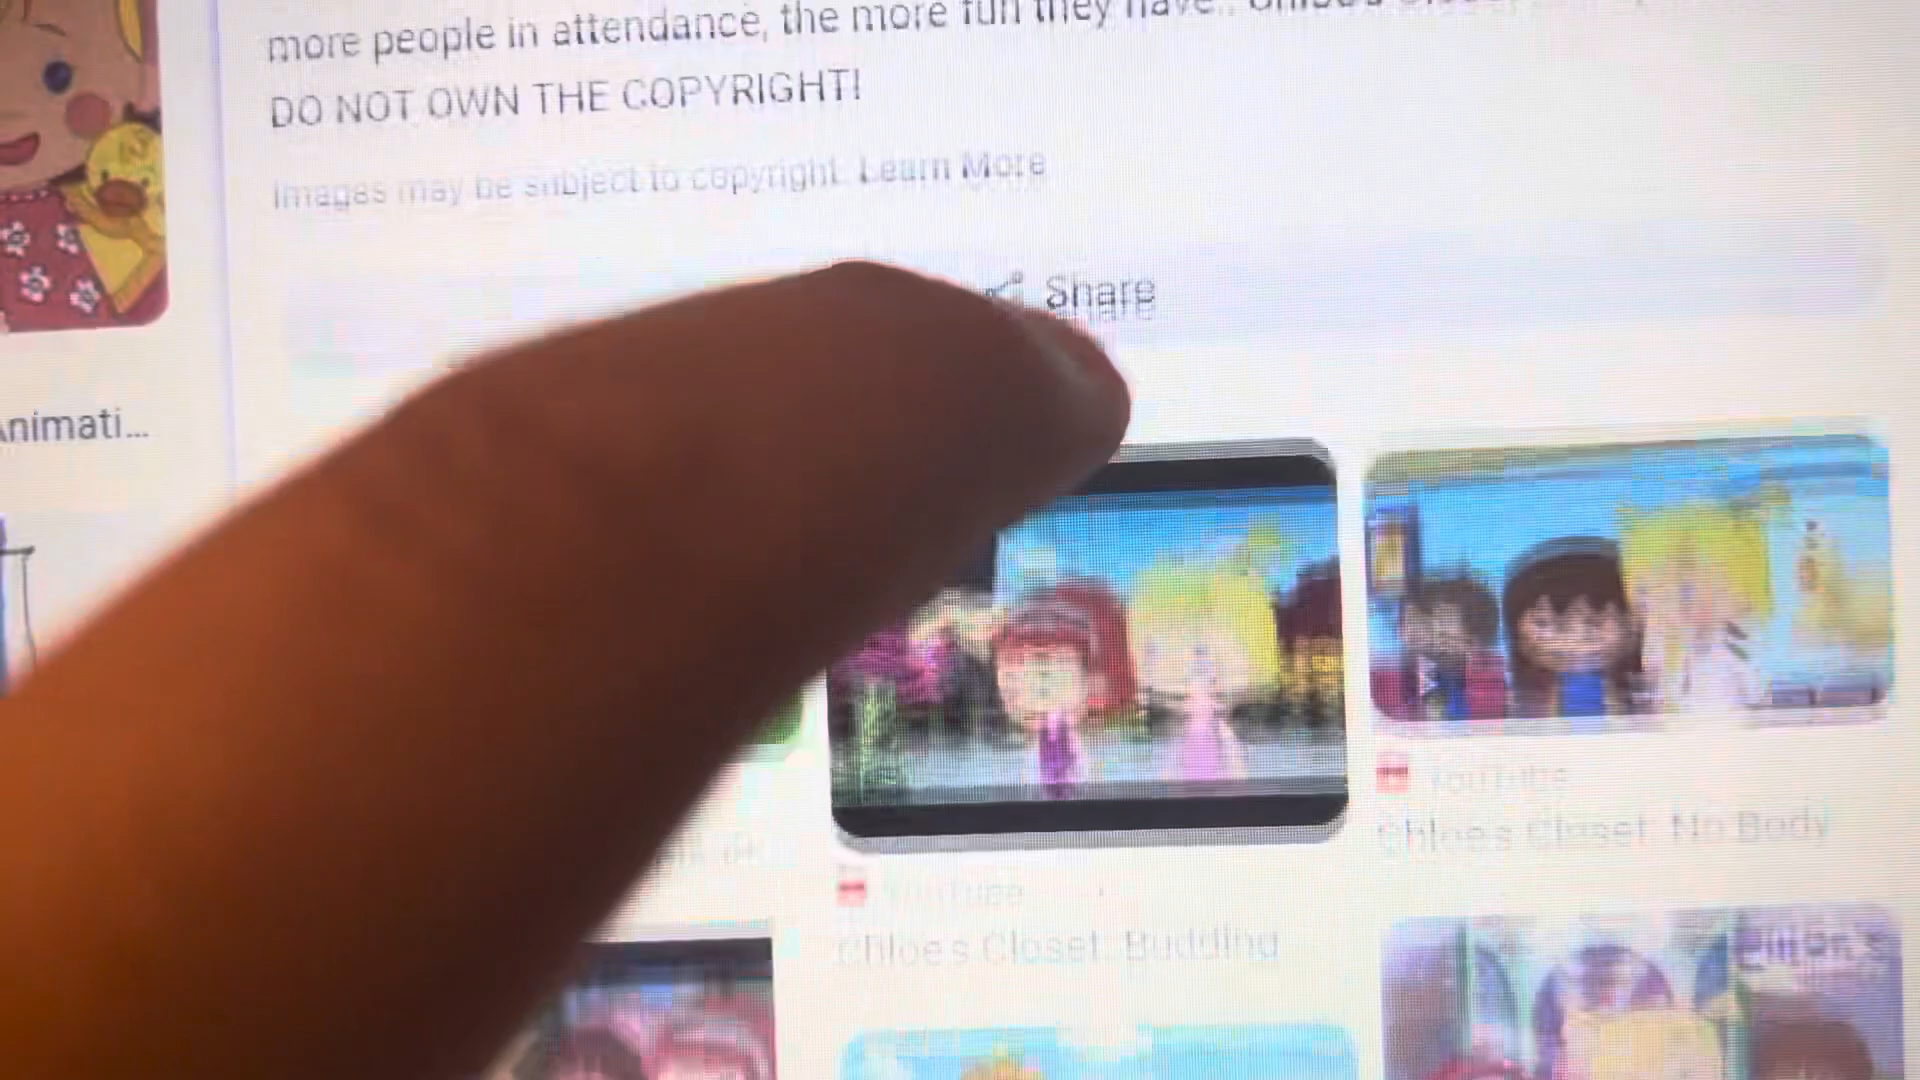 more people in attendance, the more fun they have.
DO NOT OWN THE COPYRIGHT!
Images may be subject to copyright. Learn More
Share
Animati...
YouTube
Chloe's Closet: No Body
YouTube
Chloe's Closet: Budding